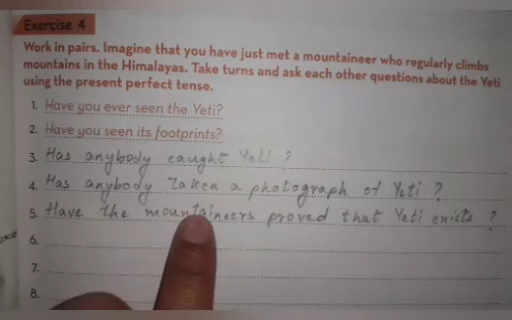 Exercise 4
Work in pairs. Imagine that you have just met a mountaineer who regularly climbs
mountains in the Himalayas. Take turns and ask each other questions about the Yeti
using the present perfect tense.
1. Have you ever seen the Yeti?
2. Have you seen its footprints?
3. Has anybody caught Yeti ?
4. Has anybody taken a photograph of Yeti ?
5. Have the mountaineers proved that Yeti exists ?
6.
7.
8.